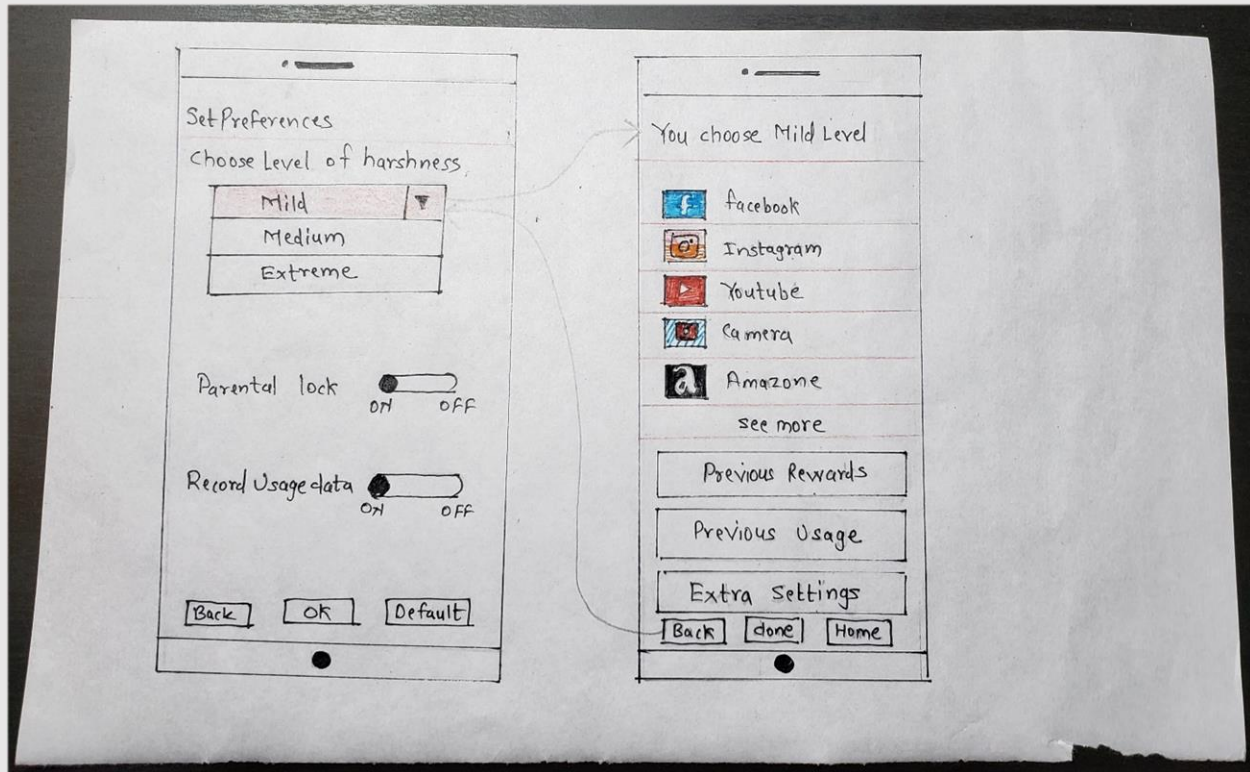 Set Preferences
Choose Level of harshness
Mild
Medium
Extreme
Parental lock
ON OFF
Record Usage data
ON OFF
Back OK Default
You choose Mild Level
f facebook
Instagram
Youtube
Camera
a Amazone
see more
Previous Rewards
Previous Usage
Extra Settings
Back done Home